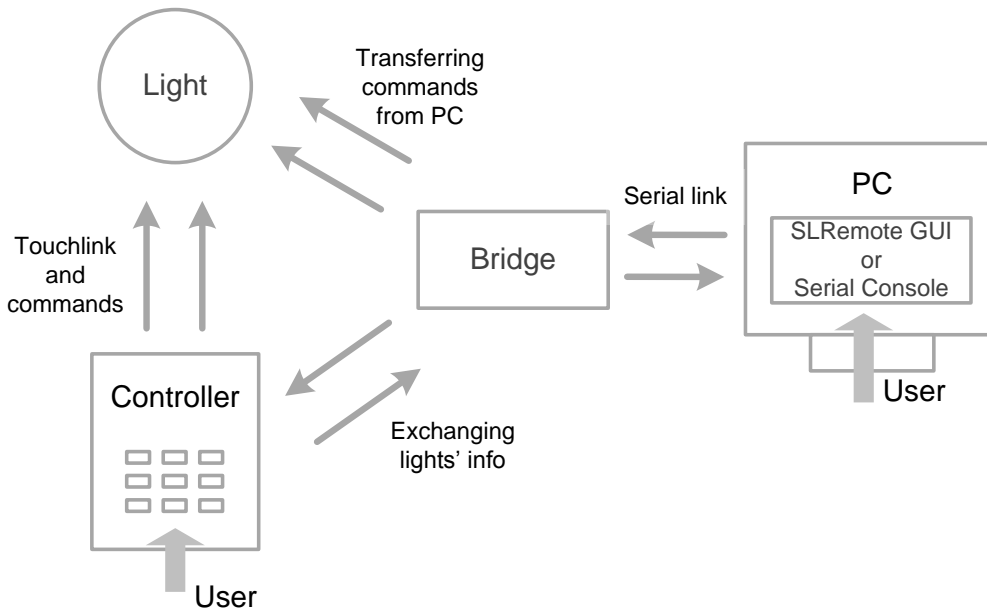 Light
Transferring
commands
from PC
PC
Serial link
SLRemote GUI
or
Serial Console
Bridge
Touchlink
and
commands
Controller
User
Exchanging
lights’ info
User